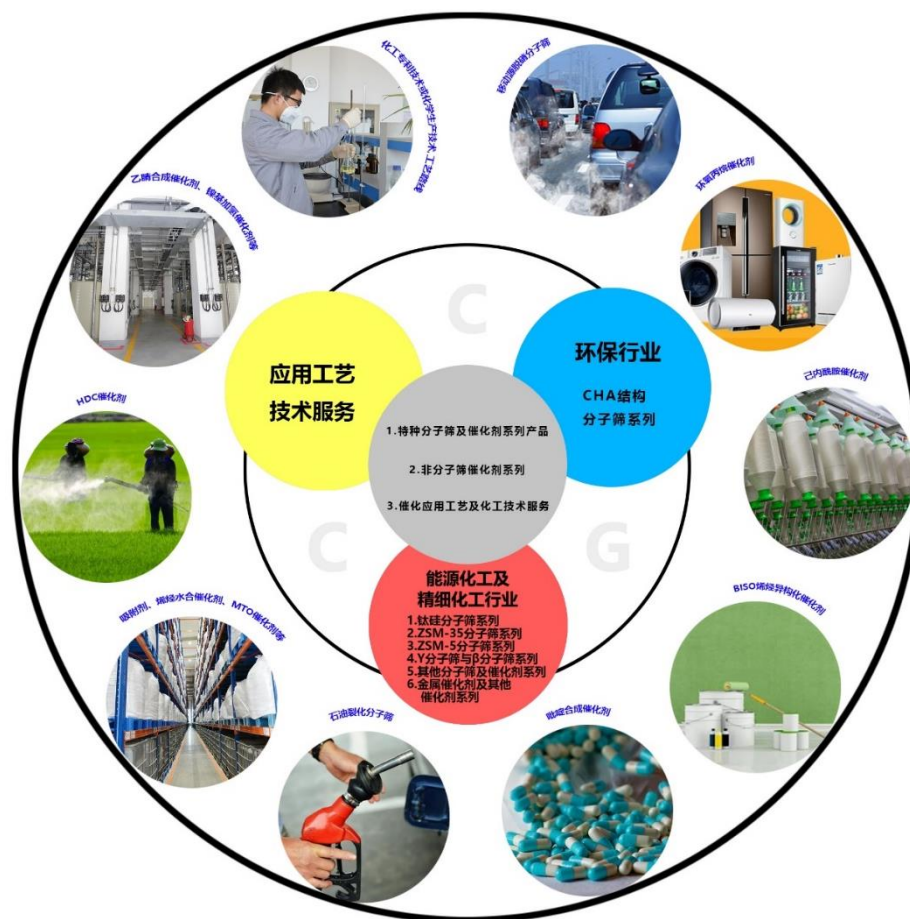 化工专利技术或化学生产技术工艺路线
移动源脱硝分子筛
乙腈合成催化剂、镍基加氢催化剂等
环氧丙烷催化剂
C
环保行业
应用工艺
技术服务
CHA结构
分子筛系列
HDC催化剂
己内酰胺催化剂
1.特种分子筛及催化剂系列产品
2.非分子筛催化剂系列
3.催化应用工艺及化工技术服务
C
G
能源化工及
精细化工行业
1.钛硅分子筛系列
2.ZSM-35分子筛系列
3.ZSM-5分子筛系列
4.Y分子筛与β分子筛系列
5.其他分子筛及催化剂系列
6.金属催化剂及其他
催化剂系列
吸附剂、烯烃水合催化剂、MTO催化剂等
BISO烯烃异构化催化剂
石油裂化分子筛
吡啶合成催化剂